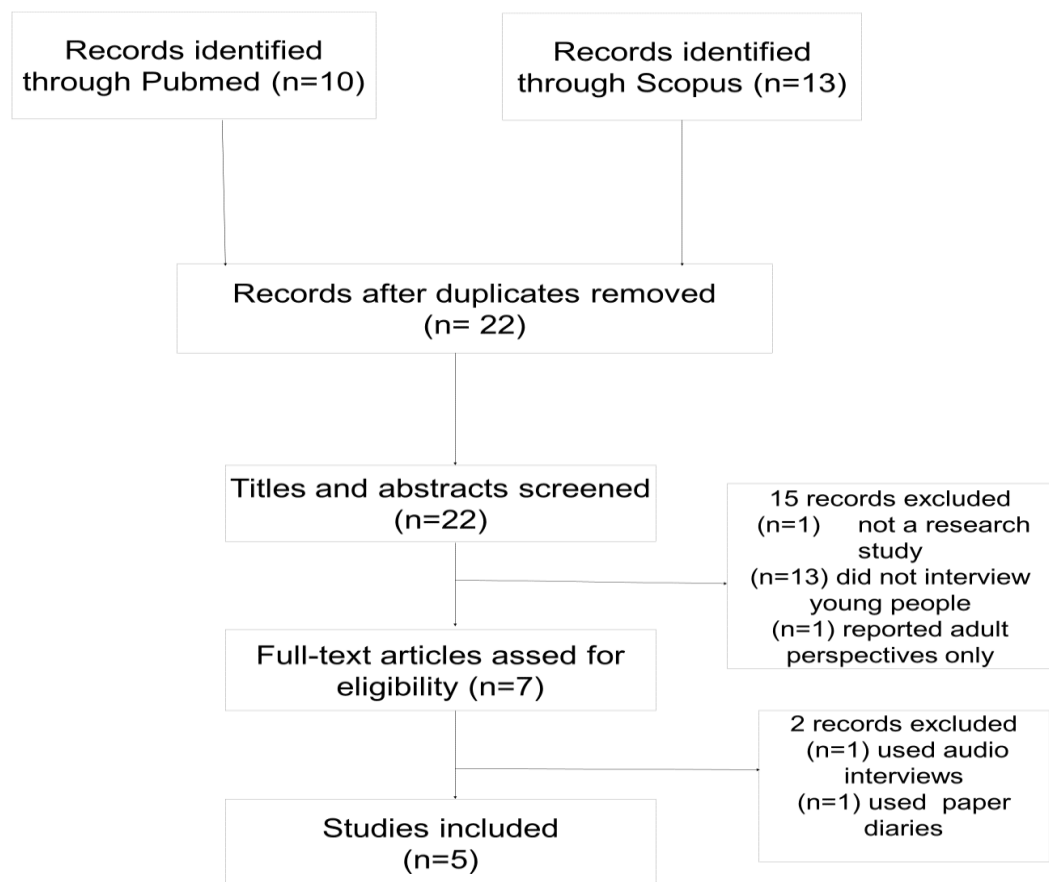 Records identified
through Pubmed (n=10)
Records identified
through Scopus (n=13)
Records after duplicates removed
(n= 22)
Titles and abstracts screened
(n=22)
15 records excluded
(n=1) not a research
study
(n=13) did not interview
young people
(n=1) reported adult
perspectives only
Full-text articles assed for
eligibility (n=7)
2 records excluded
(n=1) used audio
interviews
(n=1) used paper
diaries
Studies included
(n=5)